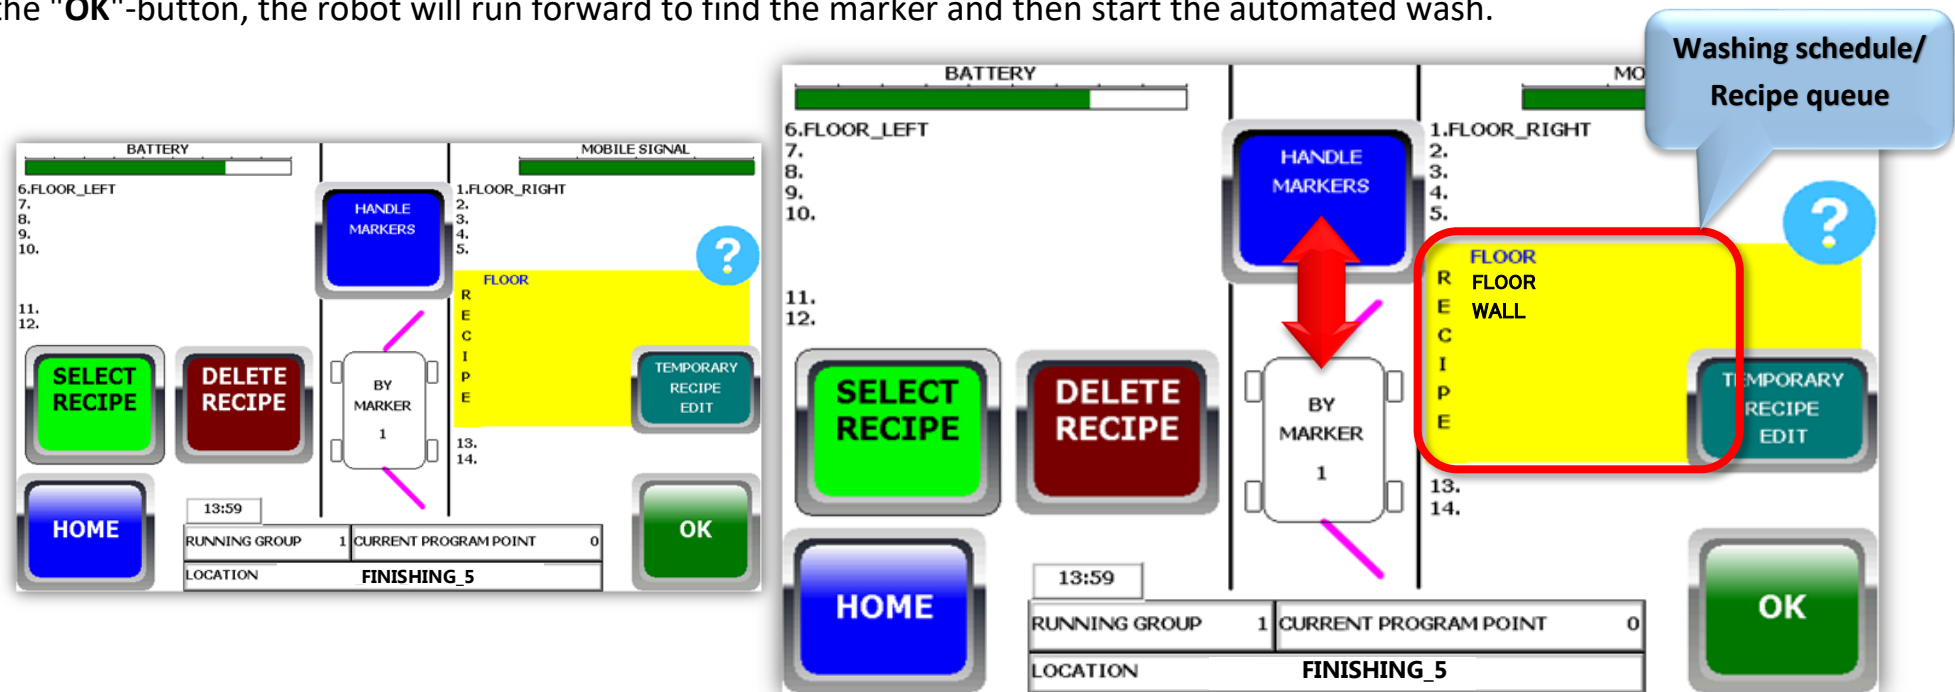 the "OK"-button, the robot will run forward to find the marker and then start the automated wash.
BATTERY
MOBILE SIGNAL
6.FLOOR_LEFT
7.
8.
9.
10.
11.
12.
HANDLE
MARKERS
1.FLOOR_RIGHT
2.
3.
4.
5.
?
FLOOR
R
E
C
I
P
E
SELECT
RECIPE
DELETE
RECIPE
BY
MARKER
1
TEMPORARY
RECIPE
EDIT
13.
14.
HOME
13:59
RUNNING GROUP 1
CURRENT PROGRAM POINT 0
LOCATION FINISHING_5
OK
Washing schedule/
Recipe queue
BATTERY
MO
6.FLOOR_LEFT
7.
8.
9.
10.
11.
12.
HANDLE
MARKERS
1.FLOOR_RIGHT
2.
3.
4.
5.
?
FLOOR
FLOOR
WALL
R
E
C
I
P
E
SELECT
RECIPE
DELETE
RECIPE
BY
MARKER
1
TEMPORARY
RECIPE
EDIT
13.
14.
HOME
13:59
RUNNING GROUP 1
CURRENT PROGRAM POINT 0
LOCATION FINISHING_5
OK